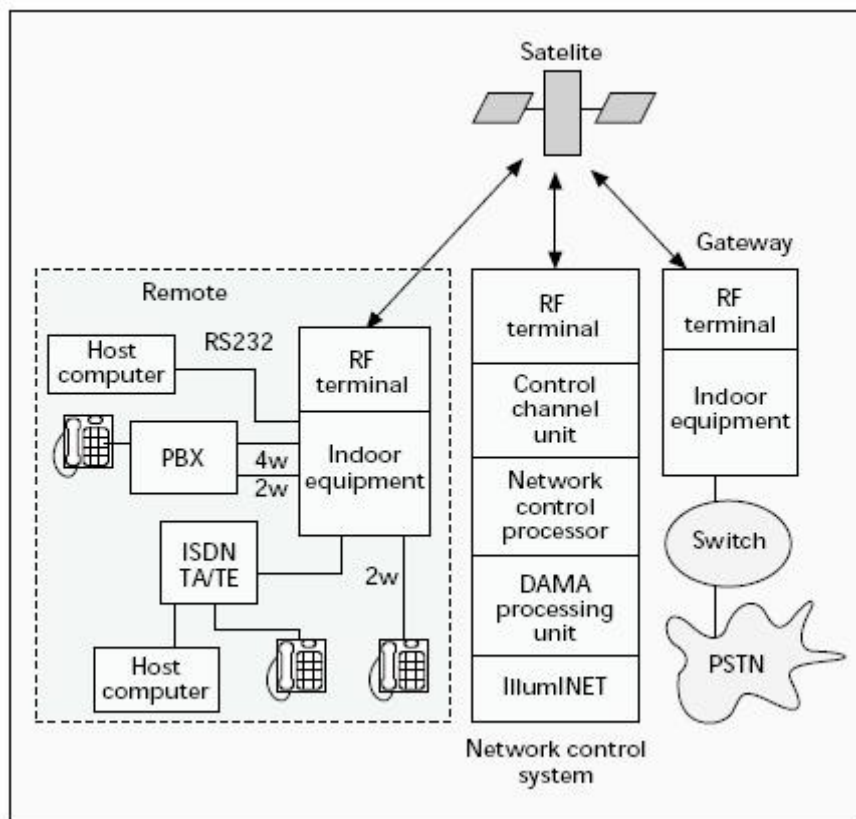 Satelite
Gateway
Remote
RS232
Host
computer
PBX
4w
2w
ISDN
TA/TE
Host
computer
2w
RF
terminal
Indoor
equipment
RF
terminal
Control
channel
unit
Network
control
processor
DAMA
processing
unit
IllumINET
Network control
system
RF
terminal
Indoor
equipment
Switch
PSTN